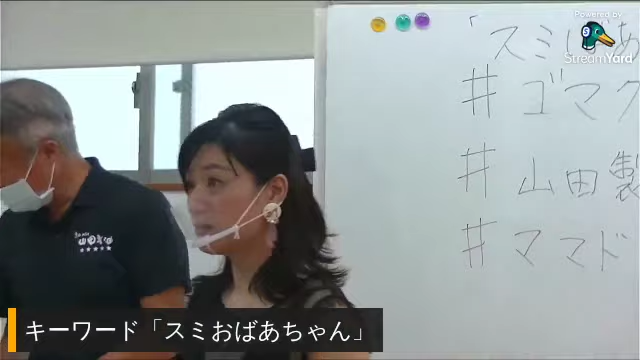 Powered by
StreamYard
「スミばあ
#ゴマク
#山田製
#ママド
キーワード「スミおばあちゃん」